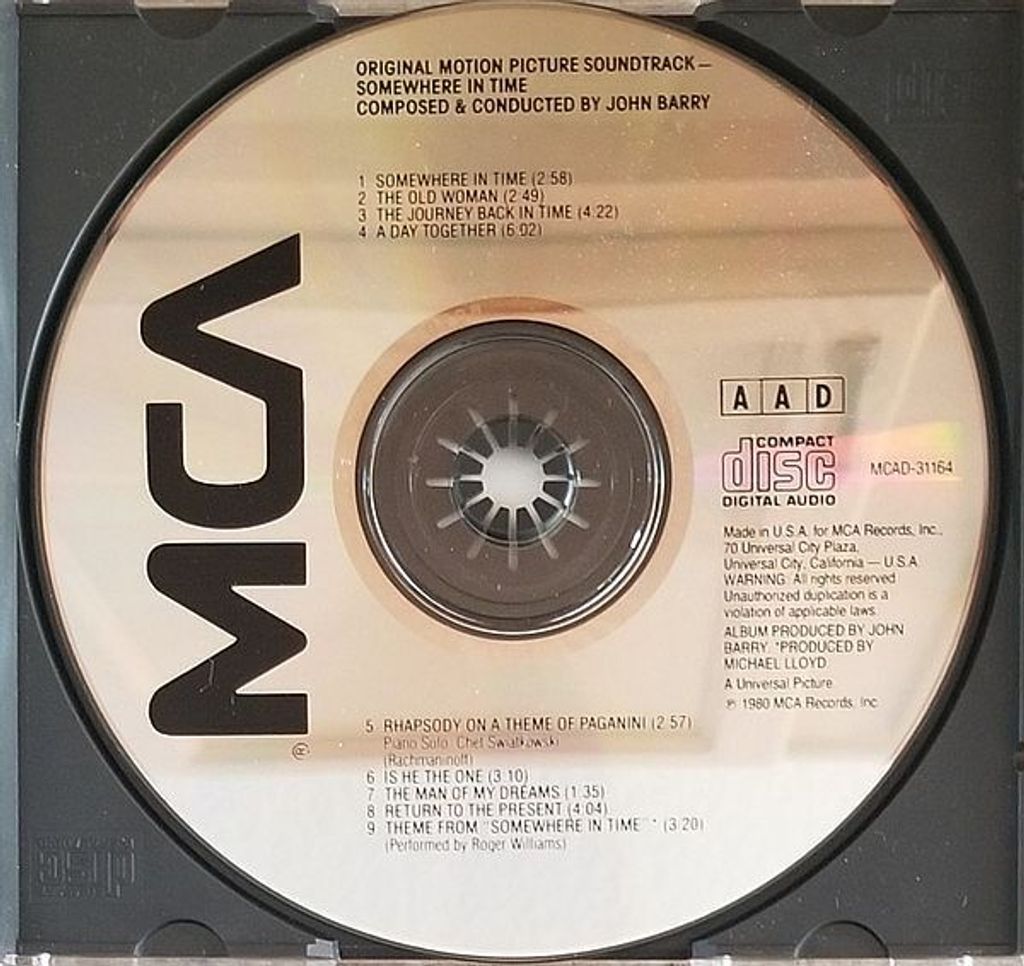 ORIGINAL MOTION PICTURE SOUNDTRACK—
SOMEWHERE IN TIME
COMPOSED & CONDUCTED BY JOHN BARRY
1 SOMEWHERE IN TIME (2:58)
2 THE OLD WOMAN (2:49)
3 THE JOURNEY BACK IN TIME (4:22)
4 A DAY TOGETHER (6:02)
MCA
®
AAD
COMPACT
disc
DIGITAL AUDIO
MCAD-31164
Made in U.S.A. for MCA Records, Inc.,
70 Universal City Plaza,
Universal City, California — U.S.A.
WARNING: All rights reserved.
Unauthorized duplication is a
violation of applicable laws.
ALBUM PRODUCED BY JOHN
BARRY. *PRODUCED BY
MICHAEL LLOYD
A Universal Picture
℗ 1980 MCA Records, Inc.
5 RHAPSODY ON A THEME OF PAGANINI (2:57)
Piano Solo: Chet Swiatkowski
(Rachmaninoff)
6 IS HE THE ONE (3:10)
7 THE MAN OF MY DREAMS (1:35)
8 RETURN TO THE PRESENT (4:04)
9 THEME FROM "SOMEWHERE IN TIME" * (3:20)
(Performed by Roger Williams)
disc